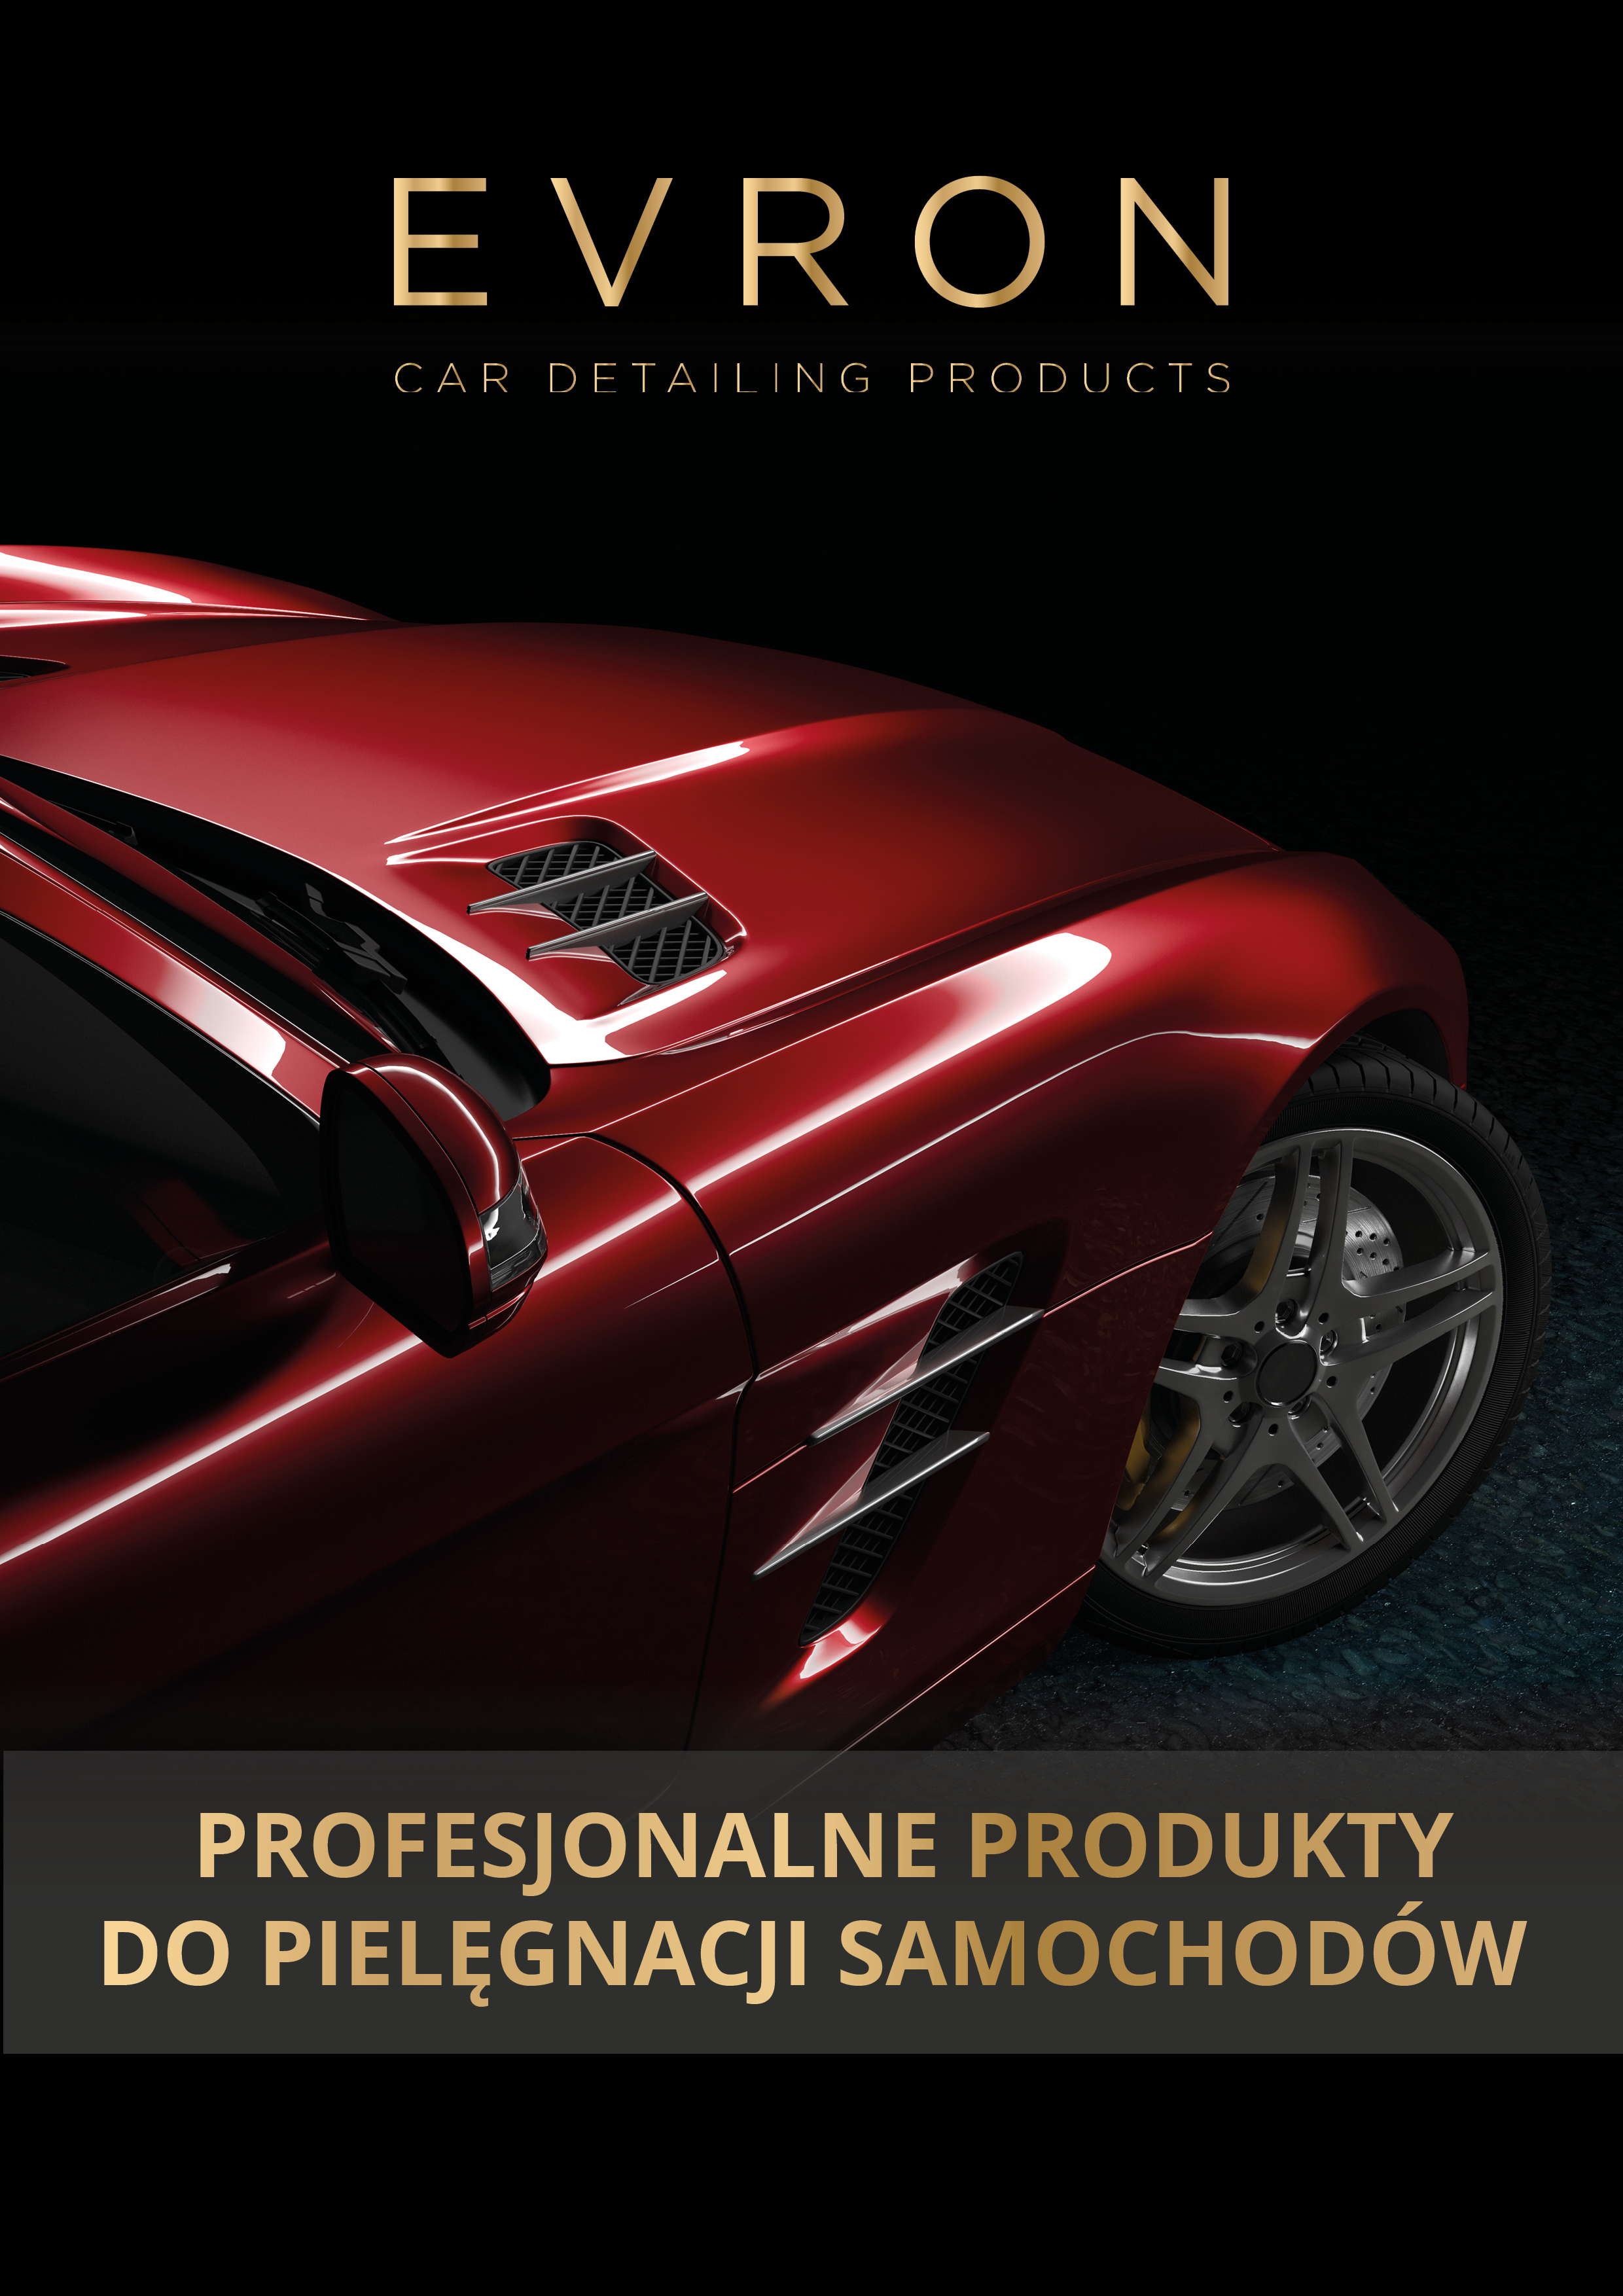 EVRON
CAR DETAILING PRODUCTS
PROFESJONALNE PRODUKTY
DO PIELĘGNACJI SAMOCHODÓW